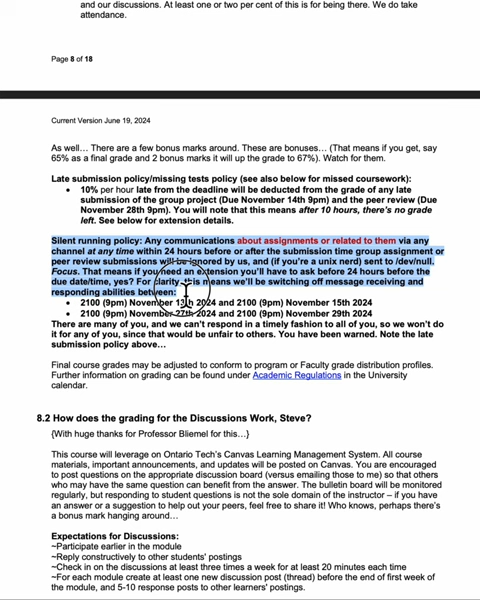 and our discussions. At least one or two per cent of this is for being there. We do take
attendance.
Page 8 of 18
Current Version June 19, 2024
As well… There are a few bonus marks around. These are bonuses… (That means if you get, say
65% as a final grade and 2 bonus marks it will up the grade to 67%). Watch for them.
Late submission policy/missing tests policy (see also below for missed coursework):
• 10% per hour late from the deadline will be deducted from the grade of any late
submission of the group project (Due November 14th 9pm) and the peer review (Due
November 28th 9pm). You will note that this means after 10 hours, there's no grade
left. See below for extension details.
Silent running policy: Any communications about assignments or related to them via any
channel at any time within 24 hours before or after the submission time group assignment or
peer review submissions will be ignored by us, and (if you're a unix nerd) sent to /dev/null.
Focus. That means if you need an extension you'll have to ask before 24 hours before the
due date/time, yes? For clarity this means we'll be switching off message receiving and
responding abilities between:
• 2100 (9pm) November 13th 2024 and 2100 (9pm) November 15th 2024
• 2100 (9pm) November 27th 2024 and 2100 (9pm) November 29th 2024
There are many of you, and we can't respond in a timely fashion to all of you, so we won't do
it for any of you, since that would be unfair to others. You have been warned. Note the late
submission policy above…
Final course grades may be adjusted to conform to program or Faculty grade distribution profiles.
Further information on grading can be found under Academic Regulations in the University
calendar.
8.2 How does the grading for the Discussions Work, Steve?
{With huge thanks for Professor Bliemel for this…}
This course will leverage on Ontario Tech's Canvas Learning Management System. All course
materials, important announcements, and updates will be posted on Canvas. You are encouraged
to post questions on the appropriate discussion board (versus emailing those to me) so that others
who may have the same question can benefit from the answer. The bulletin board will be monitored
regularly, but responding to student questions is not the sole domain of the instructor – if you have
an answer or a suggestion to help out your peers, feel free to share it! Who knows, perhaps there's
a bonus mark hanging around…
Expectations for Discussions:
~Participate earlier in the module
~Reply constructively to other students' postings
~Check in on the discussions at least three times a week for at least 20 minutes each time
~For each module create at least one new discussion post (thread) before the end of first week of
the module, and 5-10 response posts to other learners' postings.